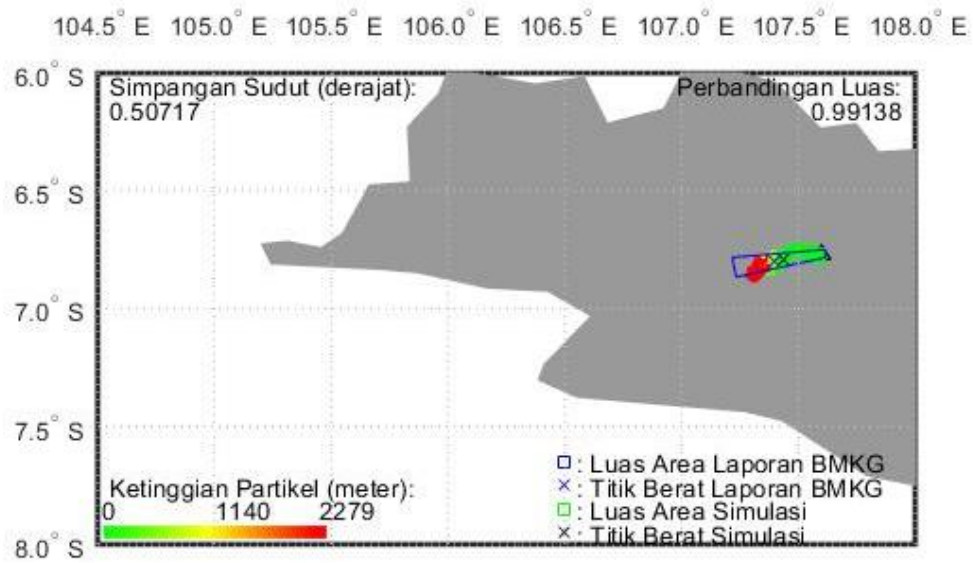 104.5° E 105.0° E 105.5° E 106.0° E 106.5° E 107.0° E 107.5° E 108.0° E
6.0° S
Simpangan Sudut (derajat):
0.50717
Perbandingan Luas:
0.99138
6.5° S
7.0° S
7.5° S
8.0° S
Ketinggian Partikel (meter):
0 1140 2279
: Luas Area Laporan BMKG
: Titik Berat Laporan BMKG
: Luas Area Simulasi
: Titik Berat Simulasi